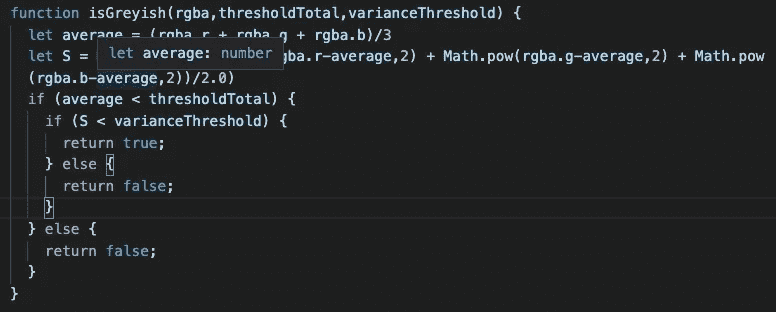 function isGreyish(rgba,thresholdTotal,varianceThreshold) {
let average = (rgba.r + rgba.g + rgba.b)/3
let S = rgba.r-average,2) + Math.pow(rgba.g-average,2) + Math.pow
let average: number
(rgba.b-average,2))/2.0)
if (average < thresholdTotal) {
if (S < varianceThreshold) {
return true;
} else {
return false;
}
} else {
return false;
}
}